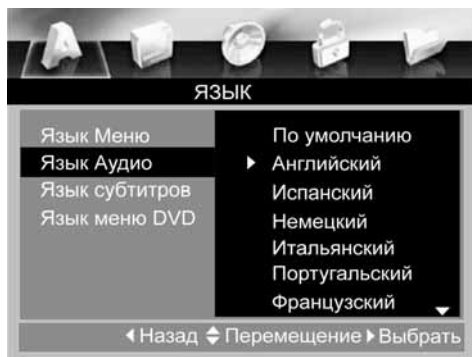 ЯЗЫК
Язык Меню
Язык Аудио
Язык субтитров
Язык меню DVD
По умолчанию
Английский
Испанский
Немецкий
Итальянский
Португальский
Французский
Назад Перемещение Выбрать